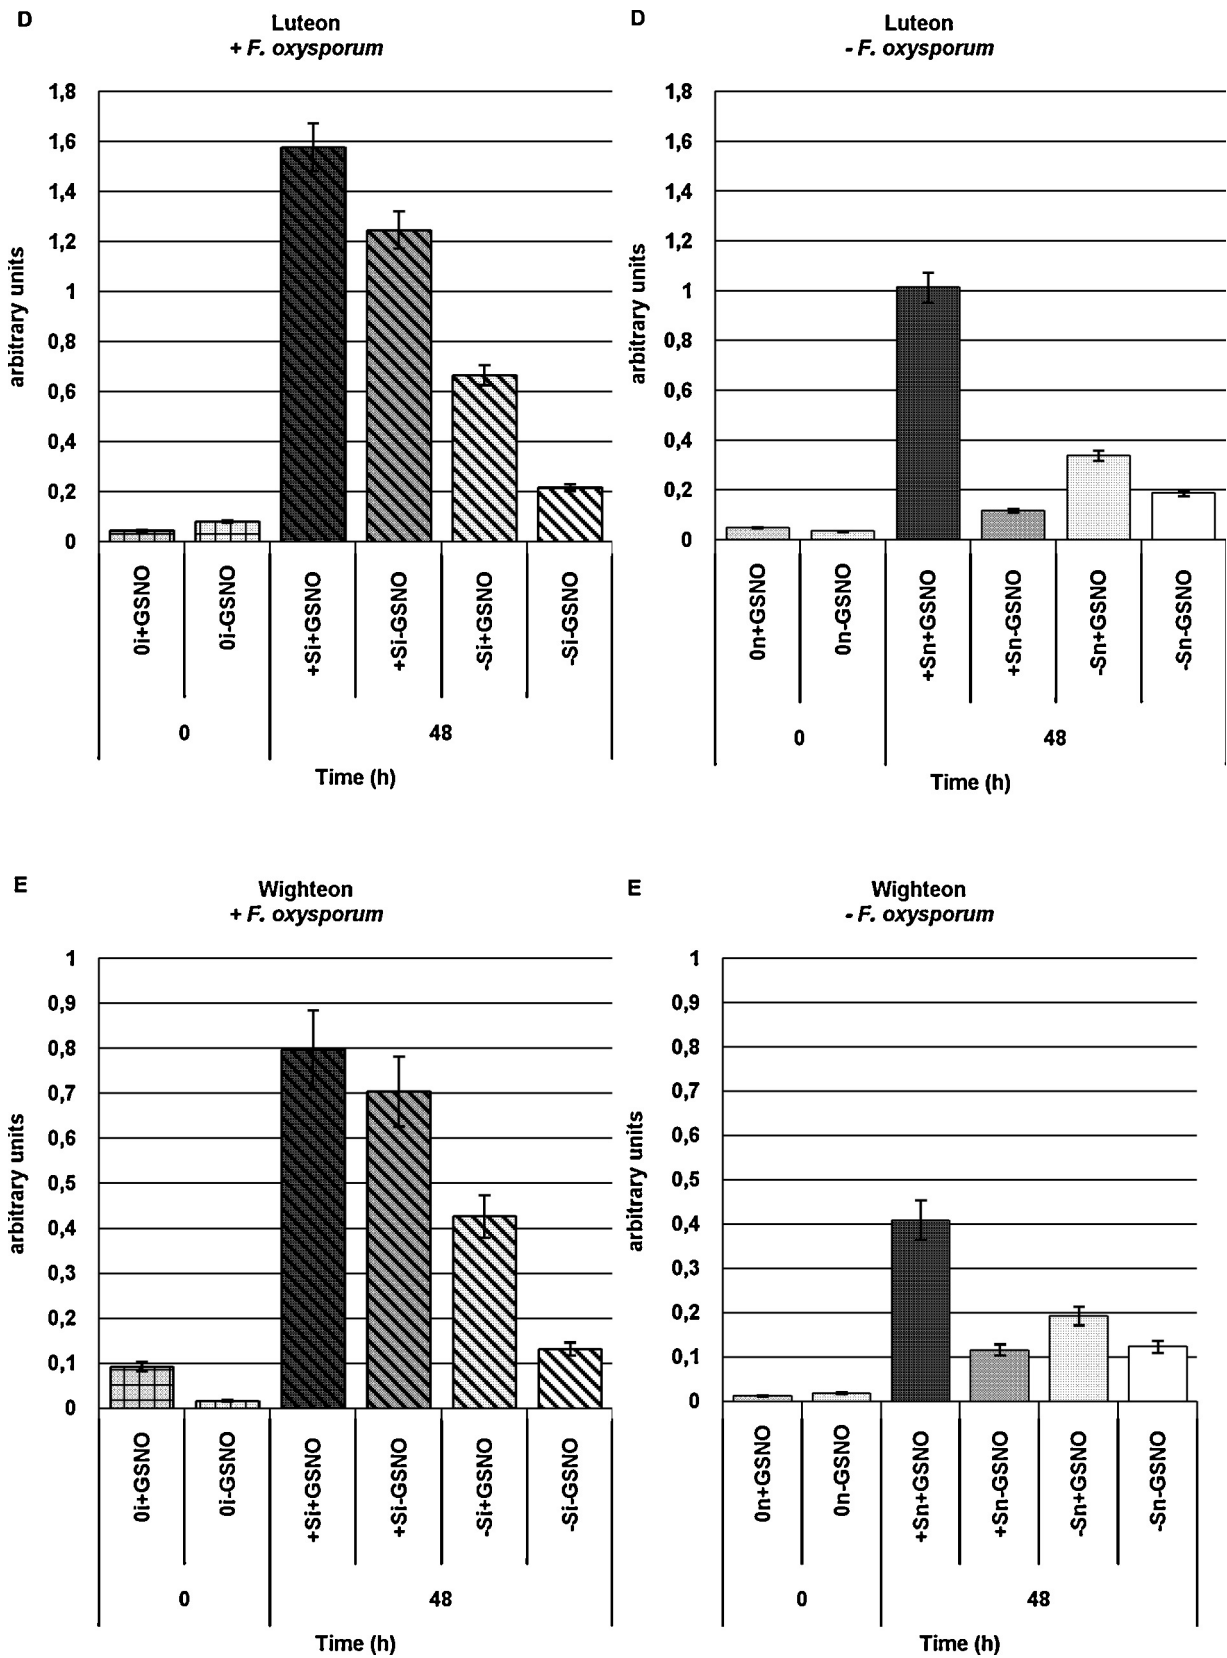 D
Luteon
+ F. oxysporum
1,8
1,6
1,4
1,2
1
0,8
0,6
0,4
0,2
0
arbitrary units
0i+GSNO
0i-GSNO
+Si+GSNO
+Si-GSNO
-Si+GSNO
-Si-GSNO
0
48
Time (h)
D
Luteon
- F. oxysporum
1,8
1,6
1,4
1,2
1
0,8
0,6
0,4
0,2
0
arbitrary units
0n+GSNO
0n-GSNO
+Sn+GSNO
+Sn-GSNO
-Sn+GSNO
-Sn-GSNO
0
48
Time (h)
E
Wighteon
+ F. oxysporum
1
0,9
0,8
0,7
0,6
0,5
0,4
0,3
0,2
0,1
0
arbitrary units
0i+GSNO
0i-GSNO
+Si+GSNO
+Si-GSNO
-Si+GSNO
-Si-GSNO
0
48
Time (h)
E
Wighteon
- F. oxysporum
1
0,9
0,8
0,7
0,6
0,5
0,4
0,3
0,2
0,1
0
arbitrary units
0n+GSNO
0n-GSNO
+Sn+GSNO
+Sn-GSNO
-Sn+GSNO
-Sn-GSNO
0
48
Time (h)